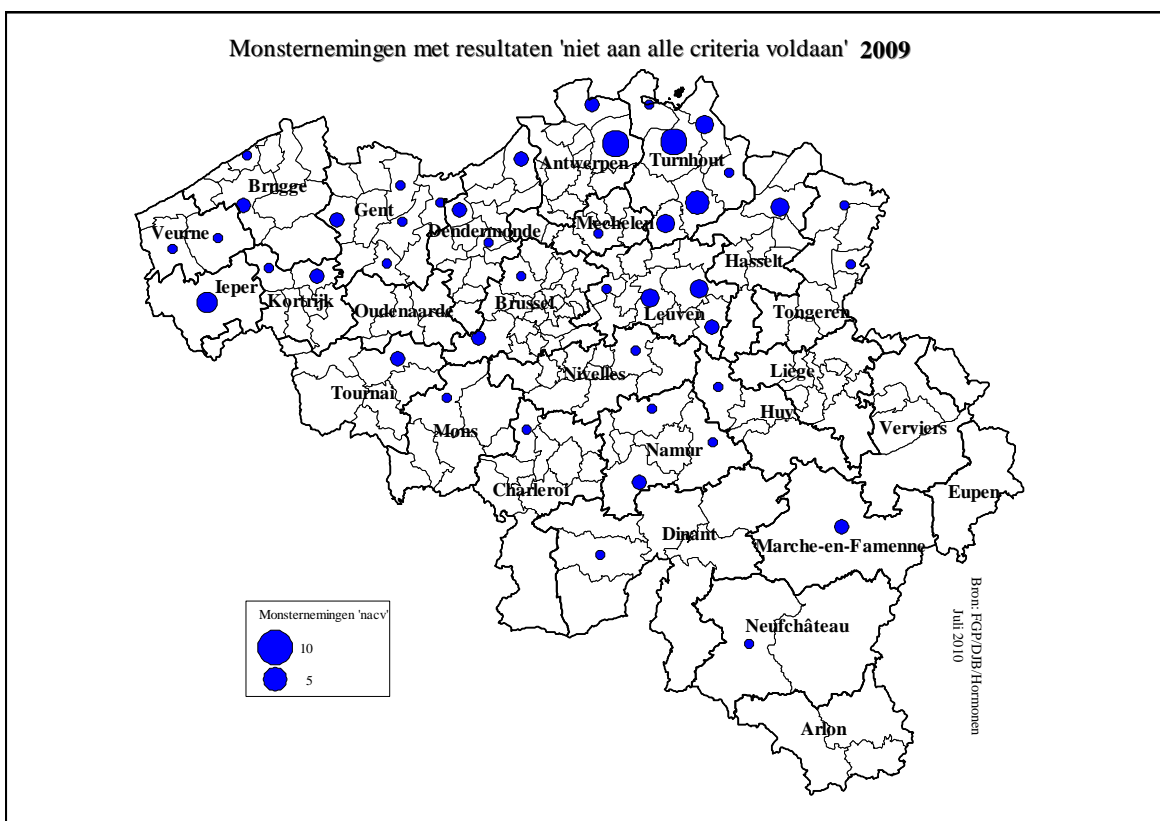 Monsternemingen met resultaten 'niet aan alle criteria voldaan' 2009
Antwerpen
Turnhout
Brugge
Gent
Mechelen
Veurne
Dendermonde
Hasselt
Ieper
Kortrijk
Oudenaarde
Brussel
Leuven
Tongeren
Nivelles
Liège
Tournai
Huy
Mons
Verviers
Namur
Charleroi
Eupen
Dinant
Marche-en-Famenne
Neufchâteau
Arlon
Monsternemingen 'nacv'
10
5
Bron: FGP/DJB/Hormonen
Juli 2010